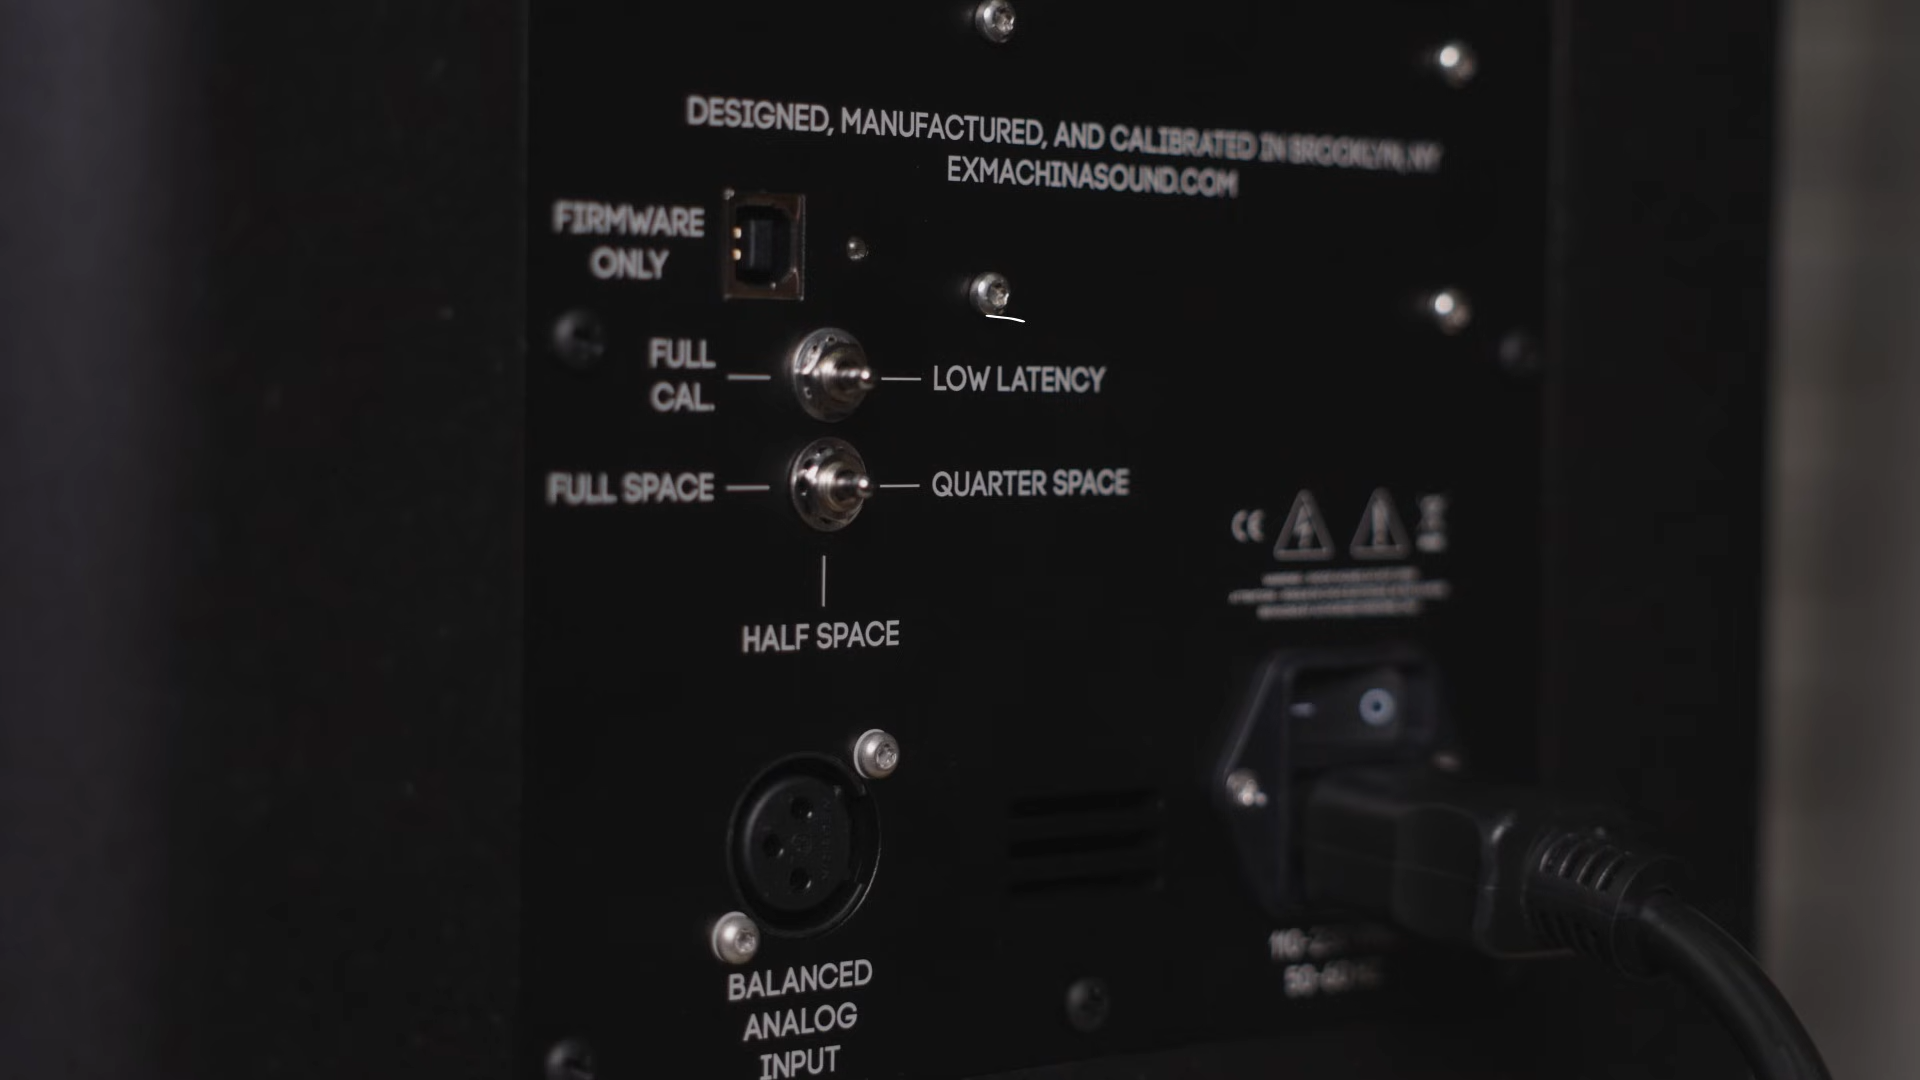 DESIGNED, MANUFACTURED, AND CALIBRATED IN BROOKLYN, NY
EXMACHINASOUND.COM
FIRMWARE
ONLY
FULL
CAL.
LOW LATENCY
FULL SPACE
QUARTER SPACE
HALF SPACE
CE
BALANCED
ANALOG
INPUT